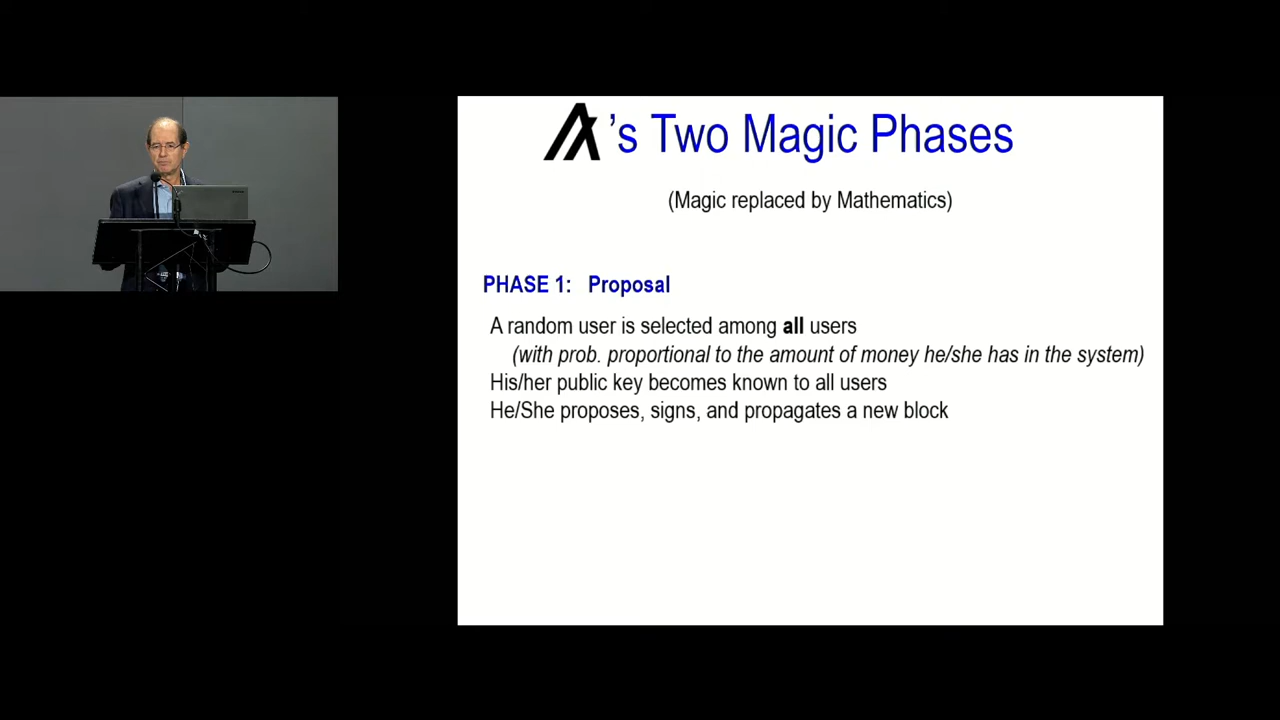 's Two Magic Phases
(Magic replaced by Mathematics)
PHASE 1: Proposal
A random user is selected among all users
(with prob. proportional to the amount of money he/she has in the system)
His/her public key becomes known to all users
He/She proposes, signs, and propagates a new block